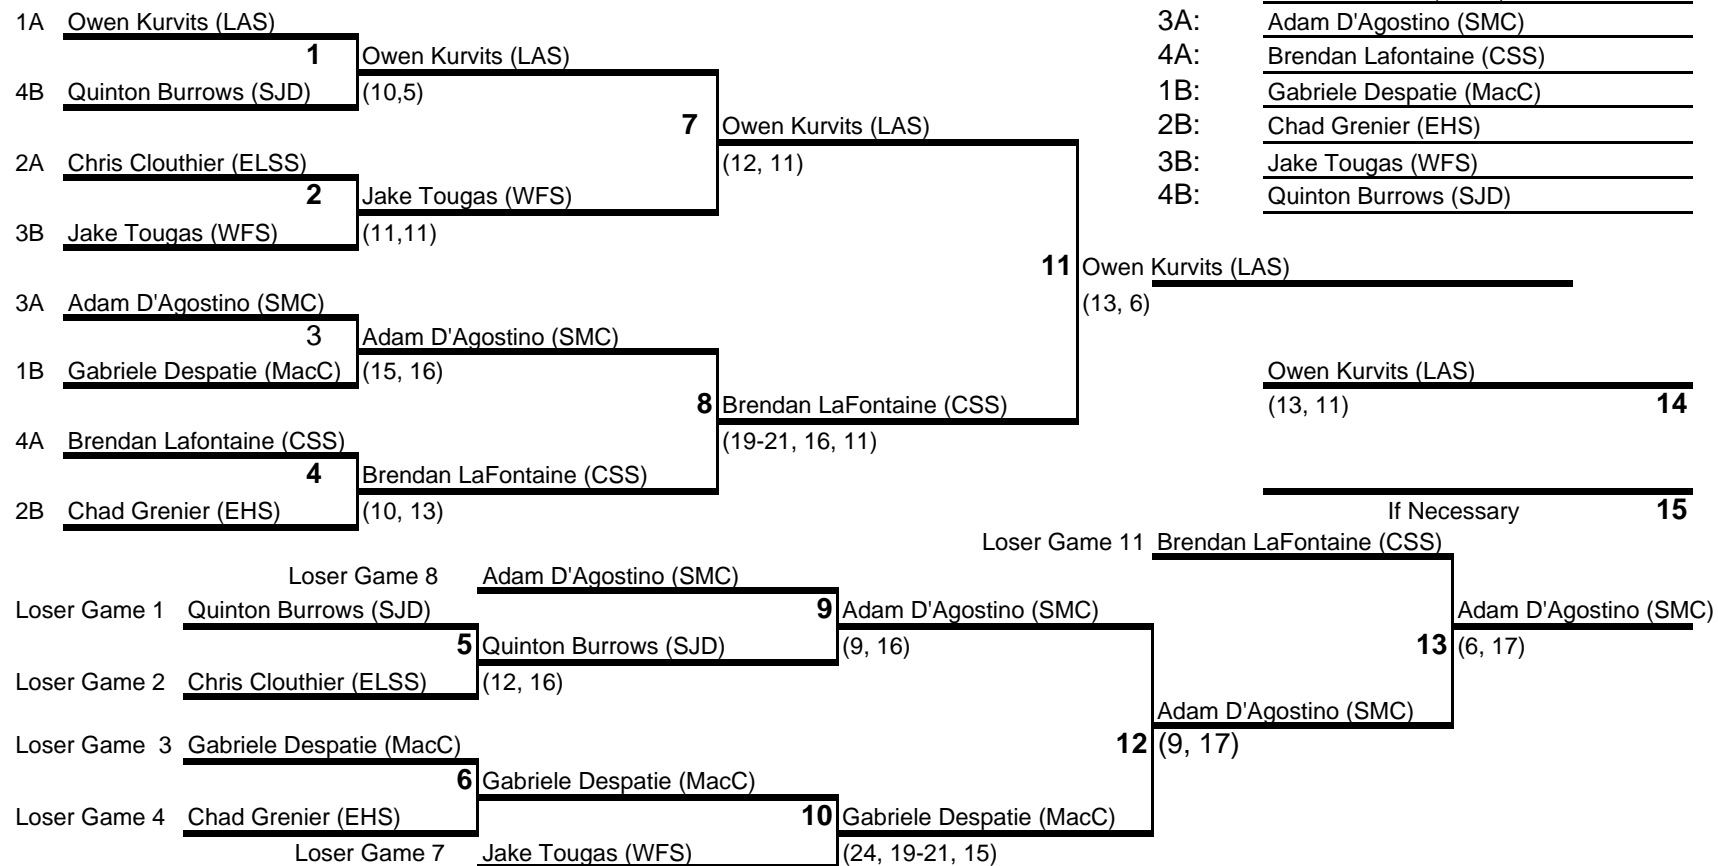 1A Owen Kurvits (LAS)
3A: Adam D'Agostino (SMC)
1 Owen Kurvits (LAS)
4A: Brendan Lafontaine (CSS)
4B Quinton Burrows (SJD) (10,5)
1B: Gabriele Despatie (MacC)
7 Owen Kurvits (LAS)
2B: Chad Grenier (EHS)
2A Chris Clouthier (ELSS) (12, 11)
3B: Jake Tougas (WFS)
2 Jake Tougas (WFS)
4B: Quinton Burrows (SJD)
3B Jake Tougas (WFS) (11,11)
11 Owen Kurvits (LAS)
3A Adam D'Agostino (SMC) (13, 6)
3 Adam D'Agostino (SMC)
1B Gabriele Despatie (MacC) (15, 16)
Owen Kurvits (LAS)
8 Brendan LaFontaine (CSS)
(13, 11) 14
4A Brendan Lafontaine (CSS) (19-21, 16, 11)
4 Brendan LaFontaine (CSS)
2B Chad Grenier (EHS) (10, 13)
If Necessary 15
Loser Game 11 Brendan LaFontaine (CSS)
Loser Game 8 Adam D'Agostino (SMC)
Loser Game 1 Quinton Burrows (SJD)
9 Adam D'Agostino (SMC)
Adam D'Agostino (SMC)
5 Quinton Burrows (SJD) (9, 16)
13 (6, 17)
Loser Game 2 Chris Clouthier (ELSS) (12, 16)
Adam D'Agostino (SMC)
Loser Game 3 Gabriele Despatie (MacC)
12 (9, 17)
6 Gabriele Despatie (MacC)
Loser Game 4 Chad Grenier (EHS)
10 Gabriele Despatie (MacC)
Loser Game 7 Jake Tougas (WFS) (24, 19-21, 15)